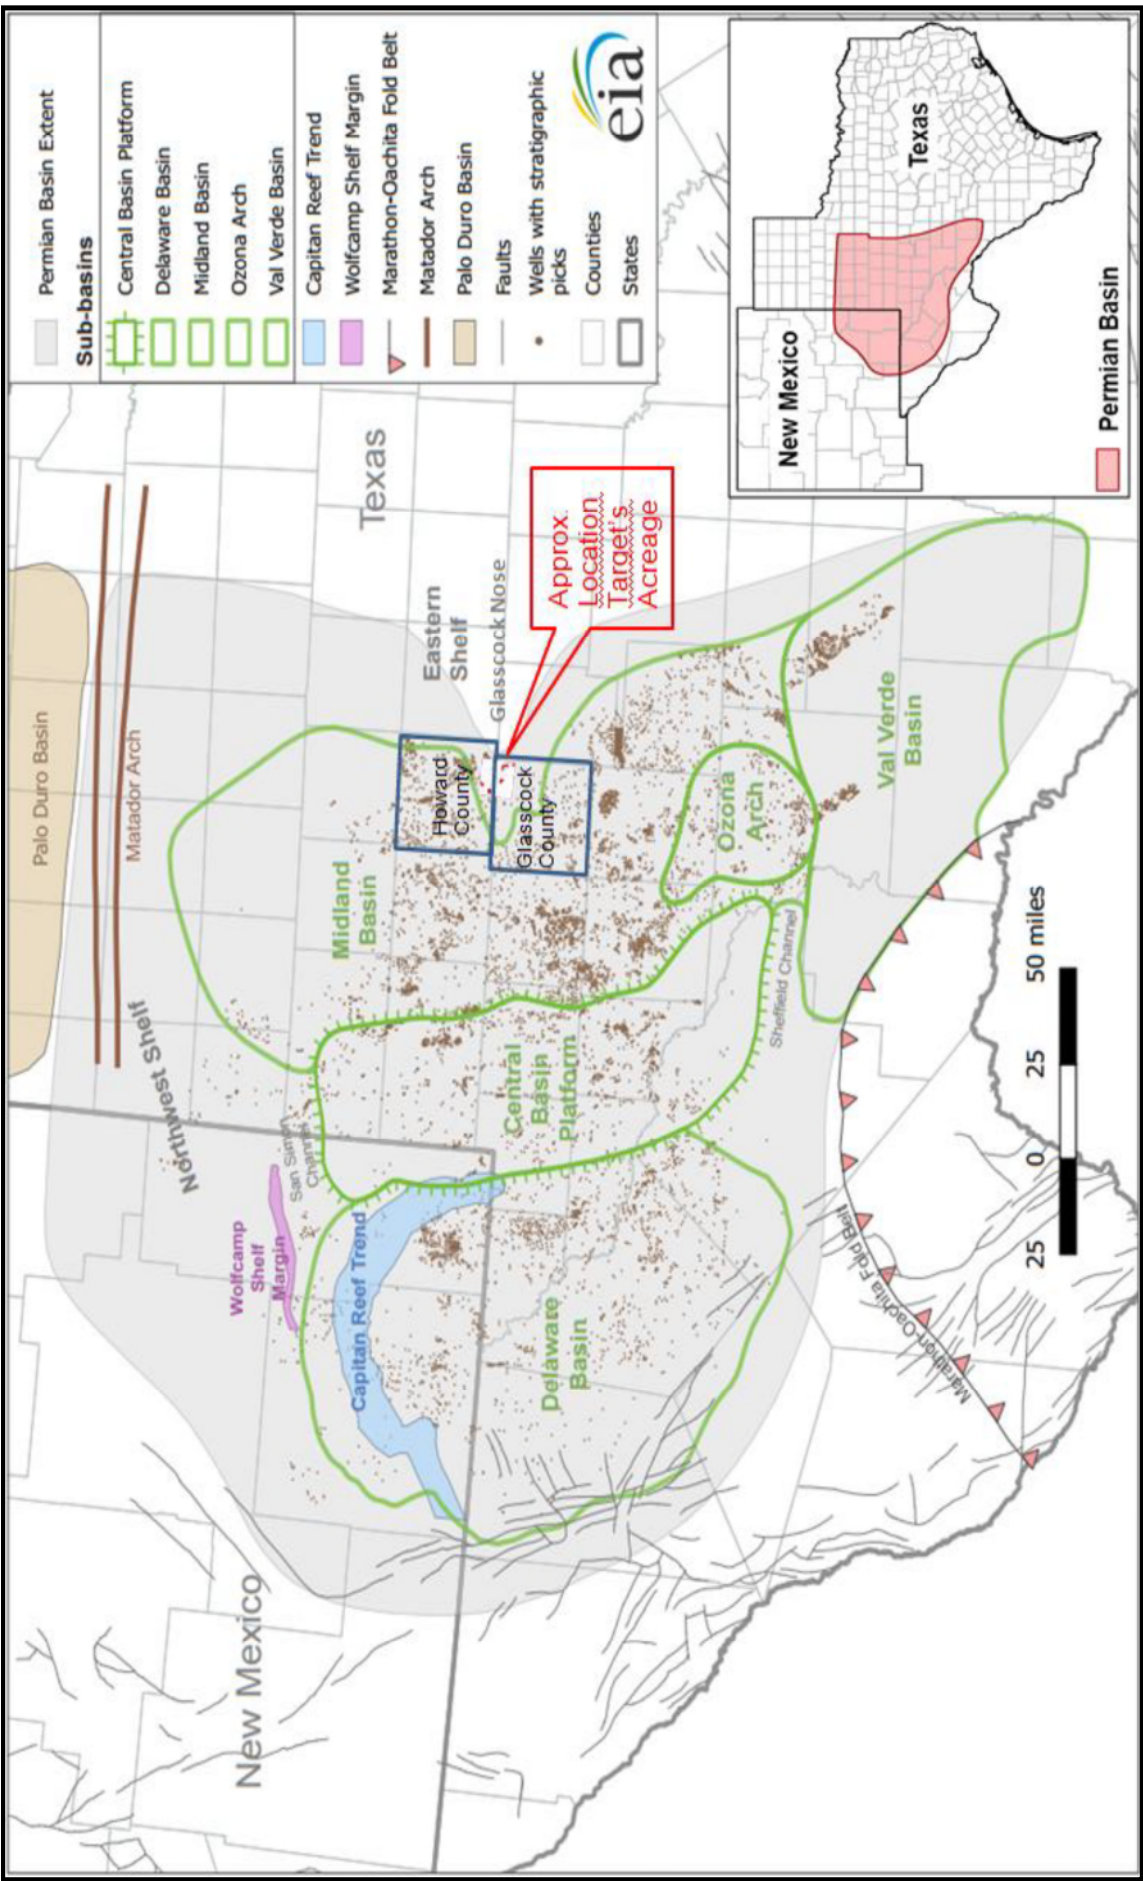 Permian Basin Extent
Sub-basins
Central Basin Platform
Delaware Basin
Midland Basin
Ozona Arch
Val Verde Basin
Capitan Reef Trend
Wolfcamp Shelf Margin
Marathon-Oachita Fold Belt
Matador Arch
Palo Duro Basin
Faults
Wells with stratigraphic
picks
Counties
States
eia
Palo Duro Basin
Matador Arch
Texas
Northwest Shelf
Eastern
Shelf
Glasscock Nose
Approx.
Location
Target's
Acreage
Midland
Basin
Howard
County
Glasscock
County
San Simon
Channel
Wolfcamp
Shelf
Margin
Capitan Reef Trend
Central
Basin
Platform
Ozona
Arch
Val Verde
Basin
Sheffield Channel
Delaware
Basin
New Mexico
Marathon-Oachita Fold Belt
25
0
25
50 miles
New Mexico
Texas
Permian Basin